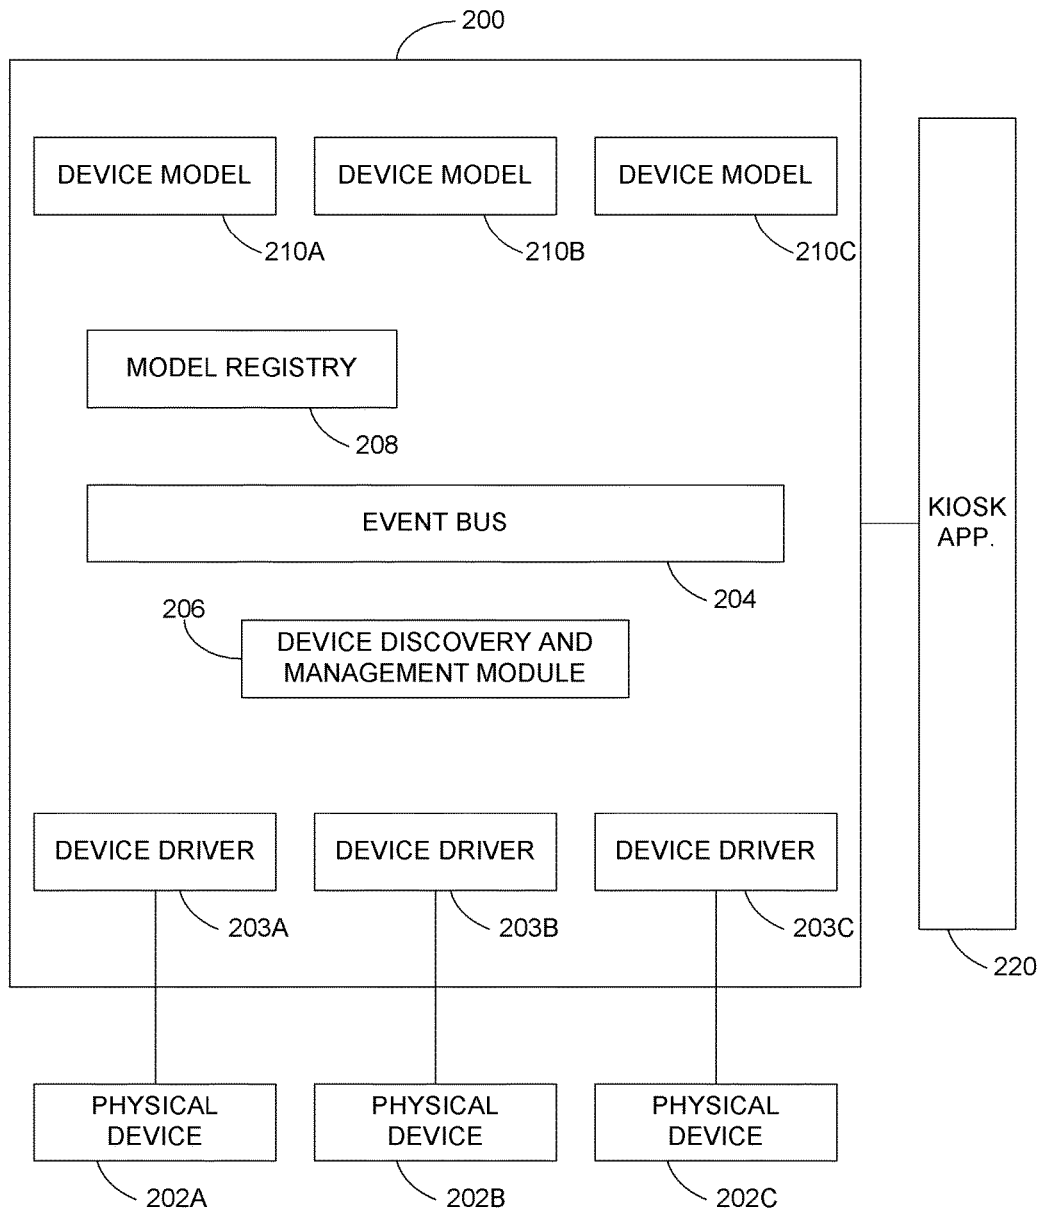 200
DEVICE MODEL
DEVICE MODEL
DEVICE MODEL
210A
210B
210C
MODEL REGISTRY
208
EVENT BUS
204
KIOSK
APP.
206
DEVICE DISCOVERY AND
MANAGEMENT MODULE
DEVICE DRIVER
DEVICE DRIVER
DEVICE DRIVER
203A
203B
203C
220
PHYSICAL
DEVICE
PHYSICAL
DEVICE
PHYSICAL
DEVICE
202A
202B
202C